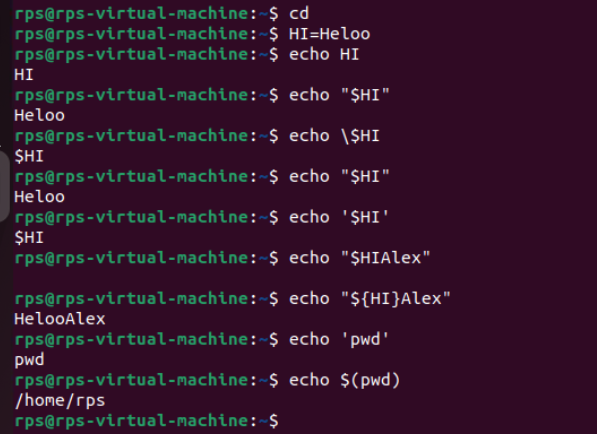 rps@rps-virtual-machine:~$ cd
rps@rps-virtual-machine:~$ HI=Heloo
rps@rps-virtual-machine:~$ echo HI
HI
rps@rps-virtual-machine:~$ echo "$HI"
Heloo
rps@rps-virtual-machine:~$ echo \$HI
$HI
rps@rps-virtual-machine:~$ echo "$HI"
Heloo
rps@rps-virtual-machine:~$ echo '$HI'
$HI
rps@rps-virtual-machine:~$ echo "$HIAlex"

rps@rps-virtual-machine:~$ echo "${HI}Alex"
HelooAlex
rps@rps-virtual-machine:~$ echo 'pwd'
pwd
rps@rps-virtual-machine:~$ echo $(pwd)
/home/rps
rps@rps-virtual-machine:~$